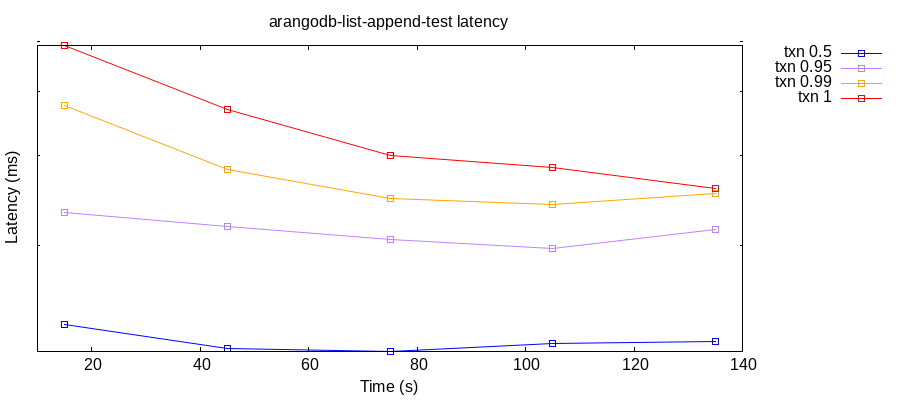 arangodb-list-append-test latency
txn 0.5
txn 0.95
txn 0.99
txn 1
Latency (ms)
20 40 60 80 100 120 140
Time (s)